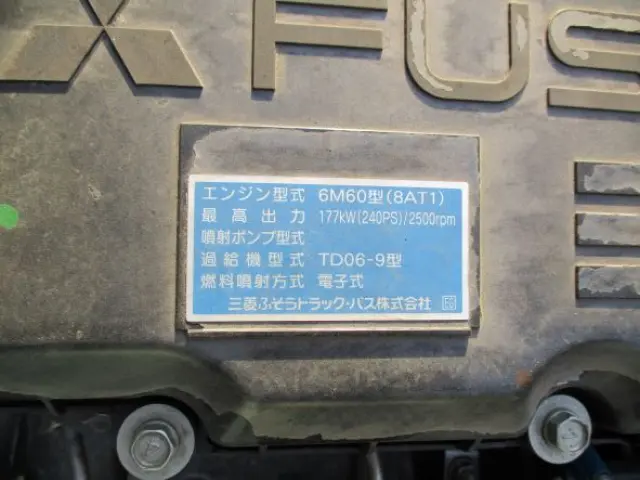 FUS
エンジン型式 6M60型(8AT1)
最高出力 177kW(240PS)/2500rpm
噴射ポンプ型式
過給機型式 TD06-9型
燃料噴射方式 電子式
三菱ふそうトラック・バス株式会社